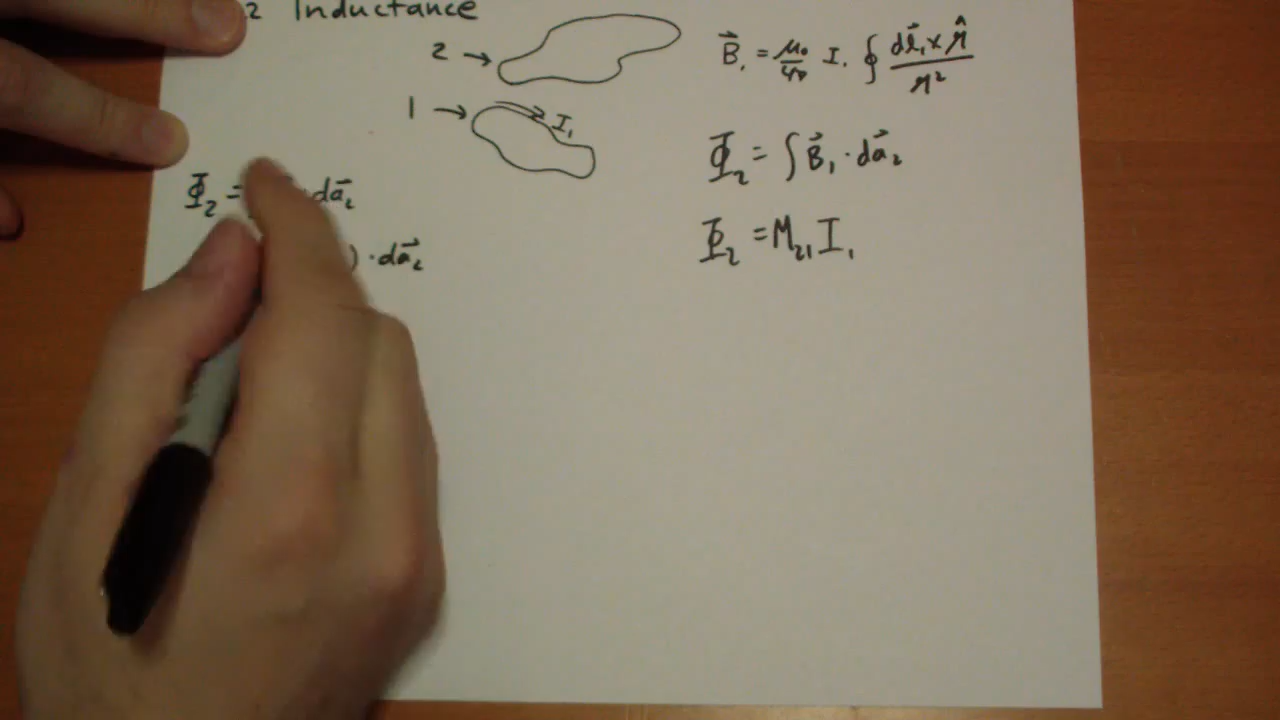 2 Inductance
2 →
1 →
I₁
B⃗₁ = μ₀/4π I₁ ∮ dl⃗₁ × r̂ / r²
Φ₂ = ∫ B⃗₁ · da⃗₂
Φ₂ = M₂₁ I₁
Φ₂ = · da⃗₂
) · da⃗₂